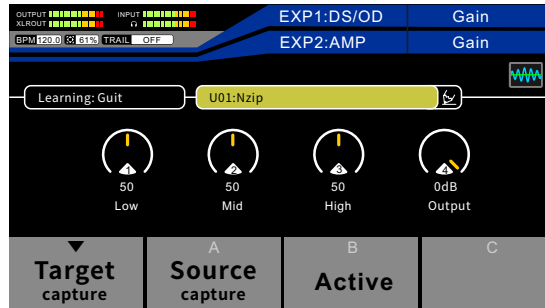 OUTPUT INPUT
XLROUT
EXP1:DS/OD Gain
BPM 120.0 61% TRAIL OFF
EXP2:AMP Gain
Learning: Guit U01:Nzip
1 2 3 4
50 50 50 0dB
Low Mid High Output
A B C
Target Source Active
capture capture